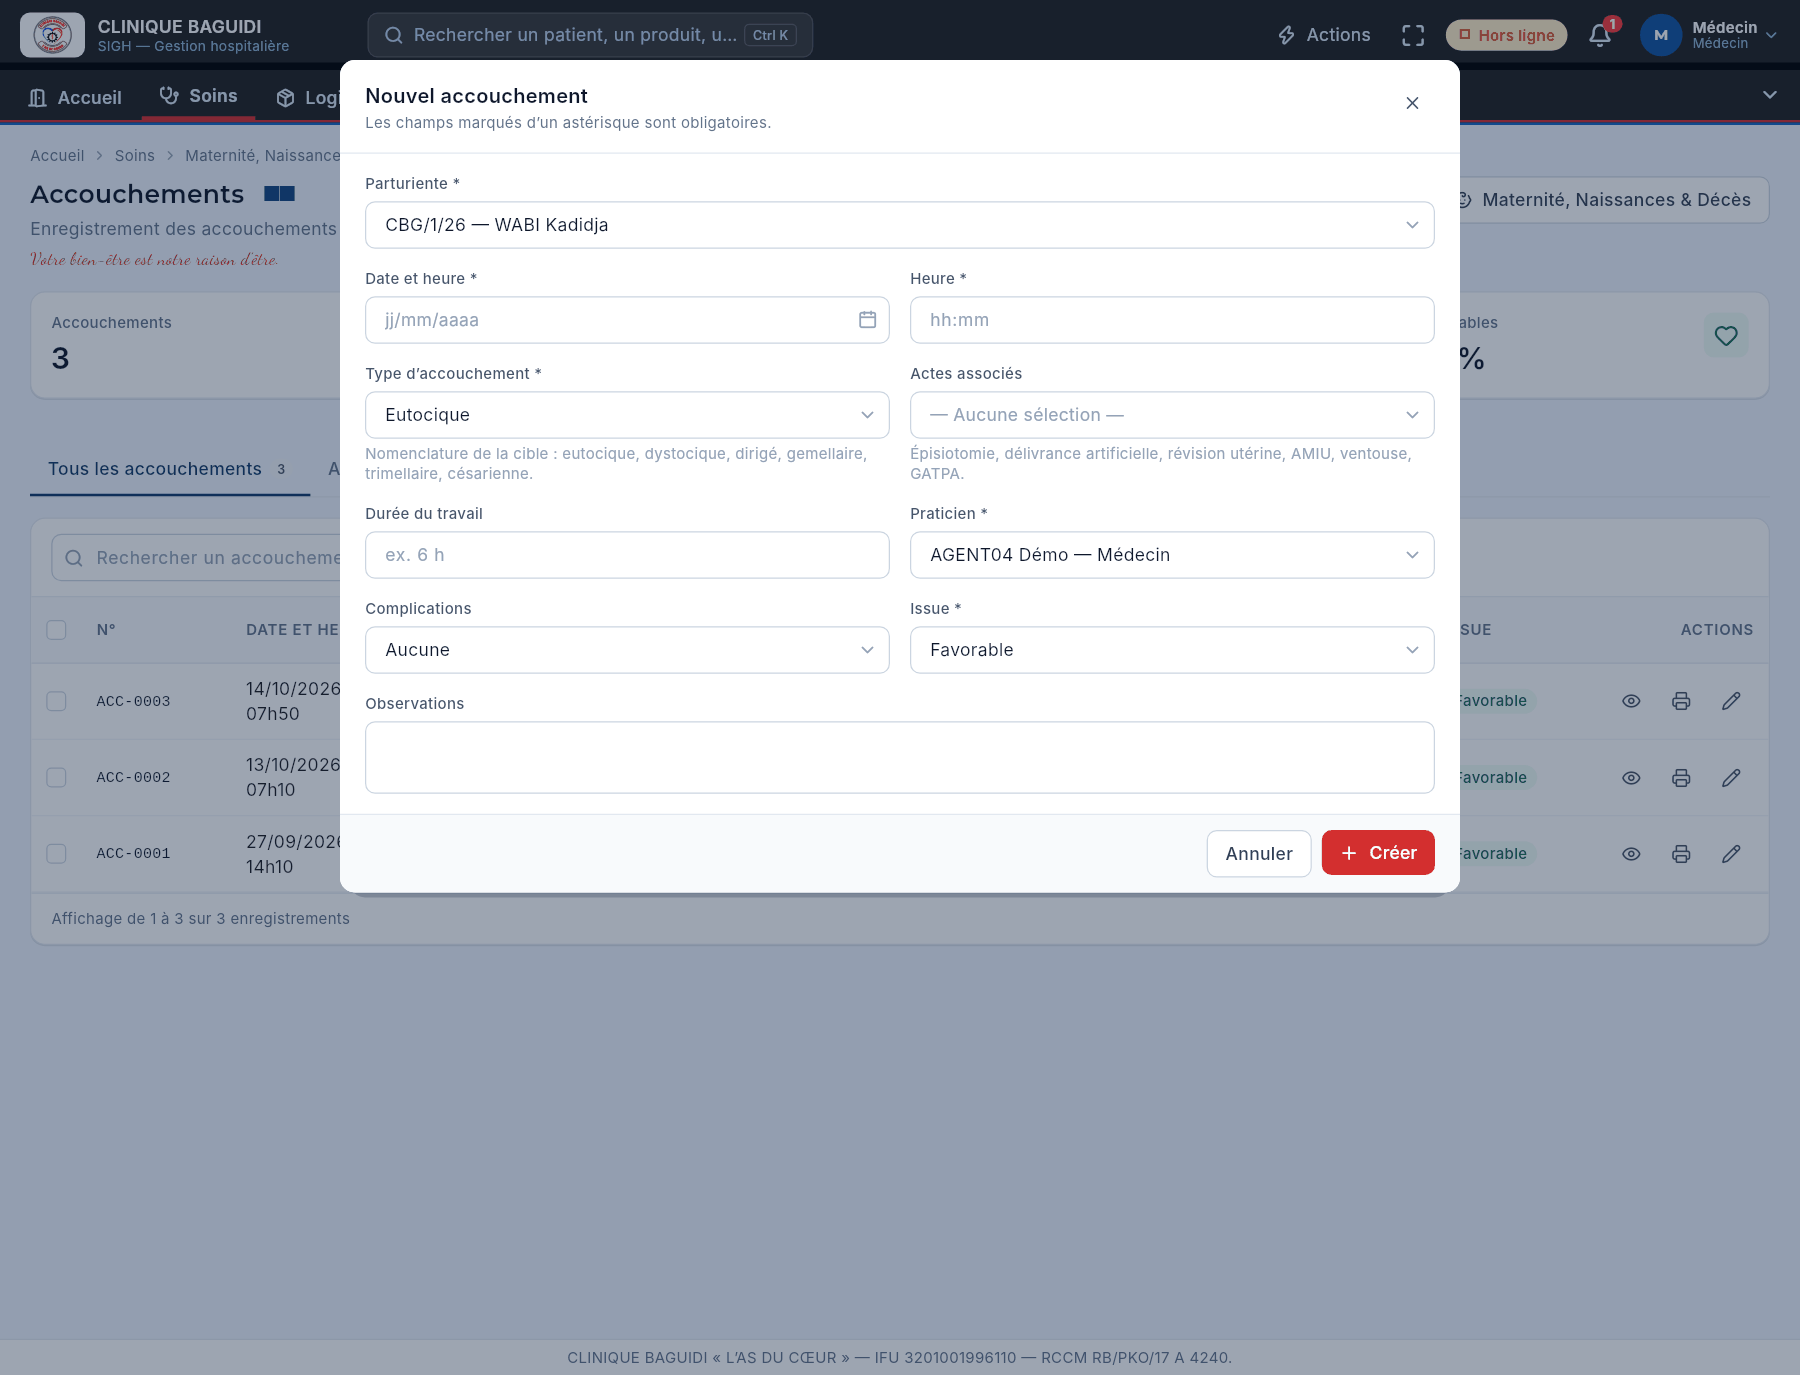 CLINIQUE BAGUIDI
SIGH — Gestion hospitalière
Rechercher un patient, un produit, u... Ctrl K
Actions
Hors ligne
1
M
Médecin
Médecin
Accueil
Soins
Logi
Accueil > Soins > Maternité, Naissance
Accouchements
Enregistrement des accouchements
Votre bien-être est notre raison d'être.
Maternité, Naissances & Décès
Accouchements
3
ables
%
Tous les accouchements 3
A
Rechercher un accoucheme
N° DATE ET HE SUE ACTIONS
ACC-0003 14/10/2026 07h50 Favorable
ACC-0002 13/10/2026 07h10 Favorable
ACC-0001 27/09/2026 14h10 Favorable
Affichage de 1 à 3 sur 3 enregistrements
Nouvel accouchement
Les champs marqués d’un astérisque sont obligatoires.
Parturiente *
CBG/1/26 — WABI Kadidja
Date et heure *
jj/mm/aaaa
Heure *
hh:mm
Type d’accouchement *
Eutocique
Nomenclature de la cible : eutocique, dystocique, dirigé, gemellaire,
trimellaire, césarienne.
Actes associés
— Aucune sélection —
Épisiotomie, délivrance artificielle, révision utérine, AMIU, ventouse,
GATPA.
Durée du travail
ex. 6 h
Praticien *
AGENT04 Démo — Médecin
Complications
Aucune
Issue *
Favorable
Observations
Annuler
Créer
CLINIQUE BAGUIDI « L’AS DU CŒUR » — IFU 3201001996110 — RCCM RB/PKO/17 A 4240.